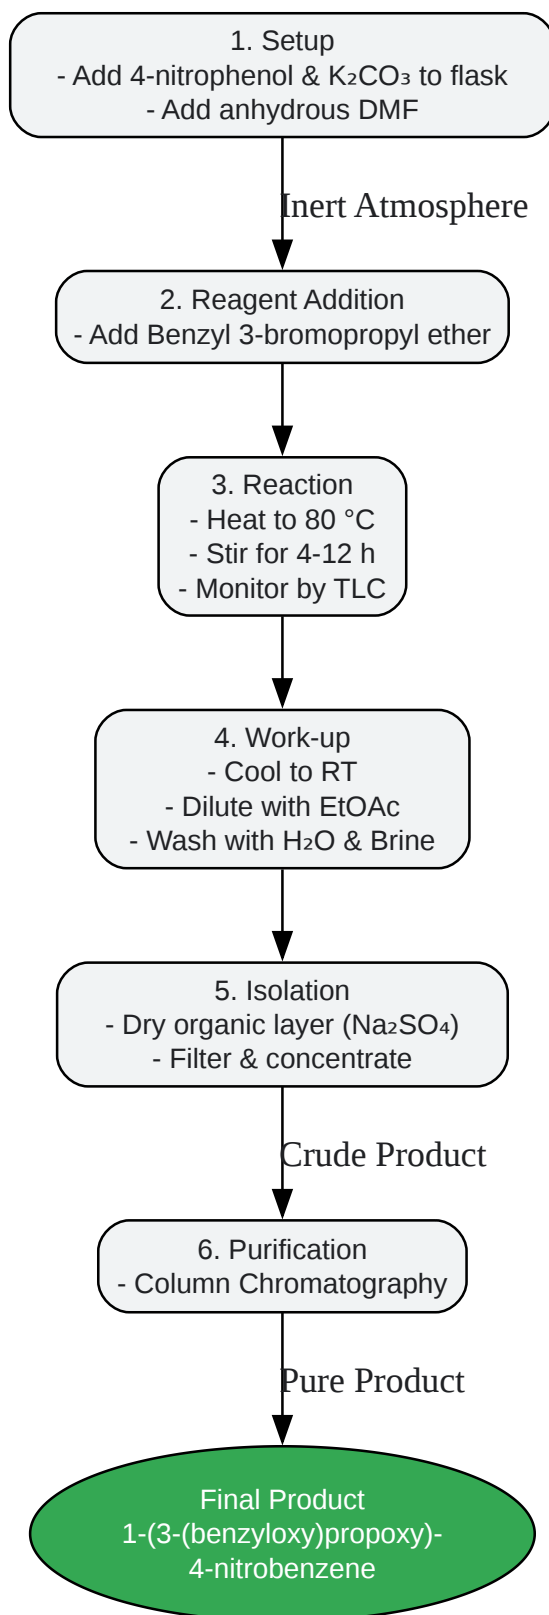 1. Setup
- Add 4-nitrophenol & K₂CO₃ to flask
- Add anhydrous DMF
Inert Atmosphere
2. Reagent Addition
- Add Benzyl 3-bromopropyl ether
3. Reaction
- Heat to 80 °C
- Stir for 4-12 h
- Monitor by TLC
4. Work-up
- Cool to RT
- Dilute with EtOAc
- Wash with H₂O & Brine
5. Isolation
- Dry organic layer (Na₂SO₄)
- Filter & concentrate
Crude Product
6. Purification
- Column Chromatography
Pure Product
Final Product
1-(3-(benzyloxy)propoxy)-
4-nitrobenzene